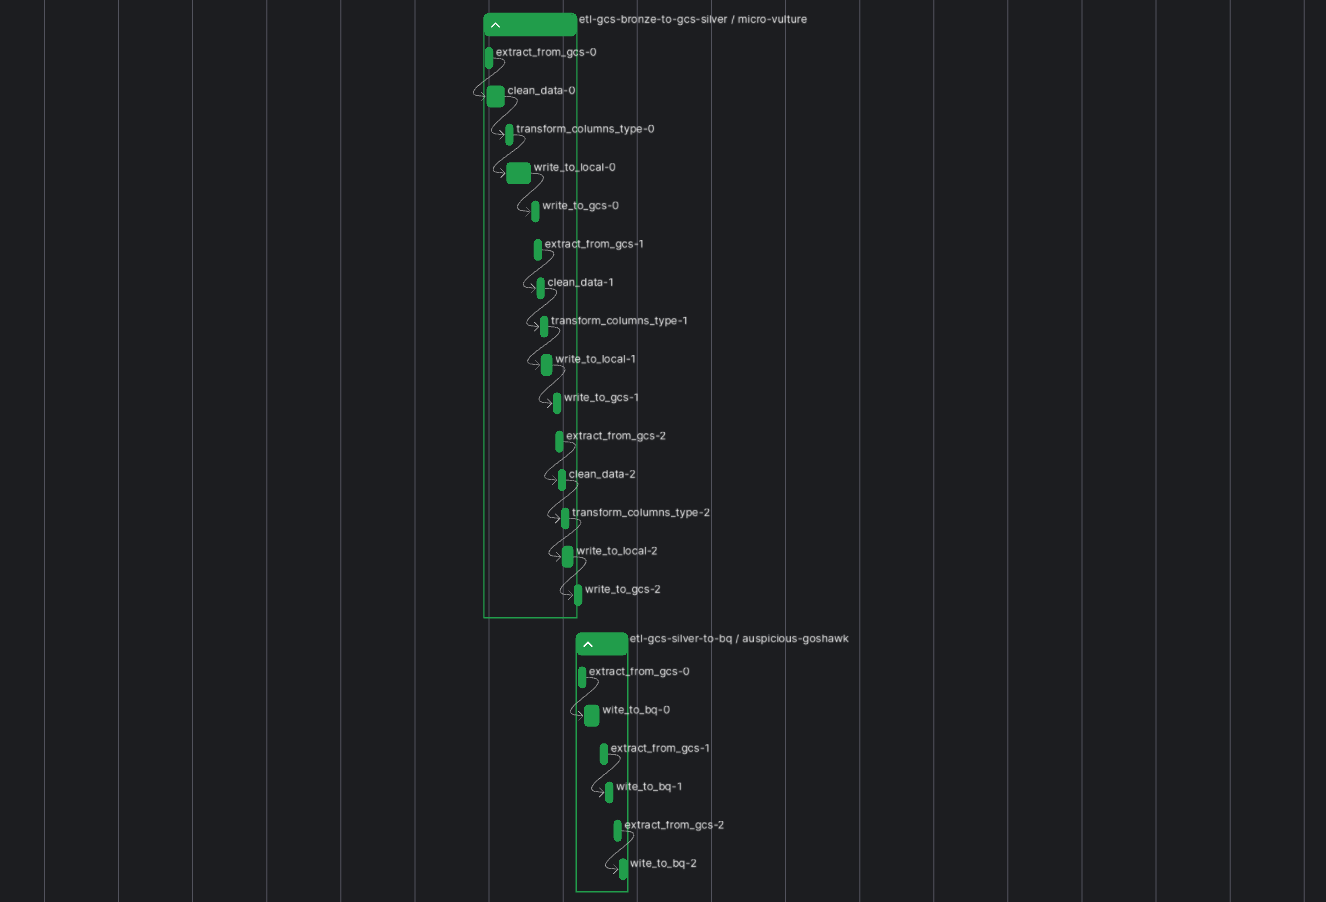 etl-gcs-bronze-to-gcs-silver / micro-vulture
extract_from_gcs-0
clean_data-0
transform_columns_type-0
write_to_local-0
write_to_gcs-0
extract_from_gcs-1
clean_data-1
transform_columns_type-1
write_to_local-1
write_to_gcs-1
extract_from_gcs-2
clean_data-2
transform_columns_type-2
write_to_local-2
write_to_gcs-2
etl-gcs-silver-to-bq / auspicious-goshawk
extract_from_gcs-0
wite_to_bq-0
extract_from_gcs-1
wite_to_bq-1
extract_from_gcs-2
wite_to_bq-2